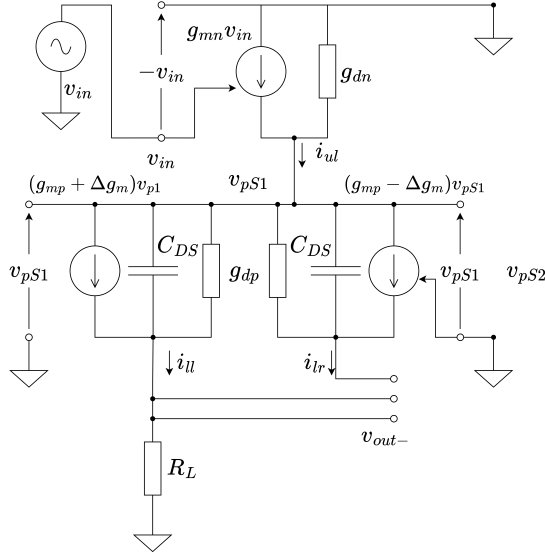 g_{mn}v_{in}
-v_{in}
g_{dn}
v_{in}
v_{in}
i_{ul}
(g_{mp} + Δg_m)v_{p1}
v_{pS1}
(g_{mp} − Δg_m)v_{pS1}
C_{DS}
C_{DS}
v_{pS1}
g_{dp}
v_{pS1}
v_{pS2}
i_{ll}
i_{lr}
v_{out−}
R_L